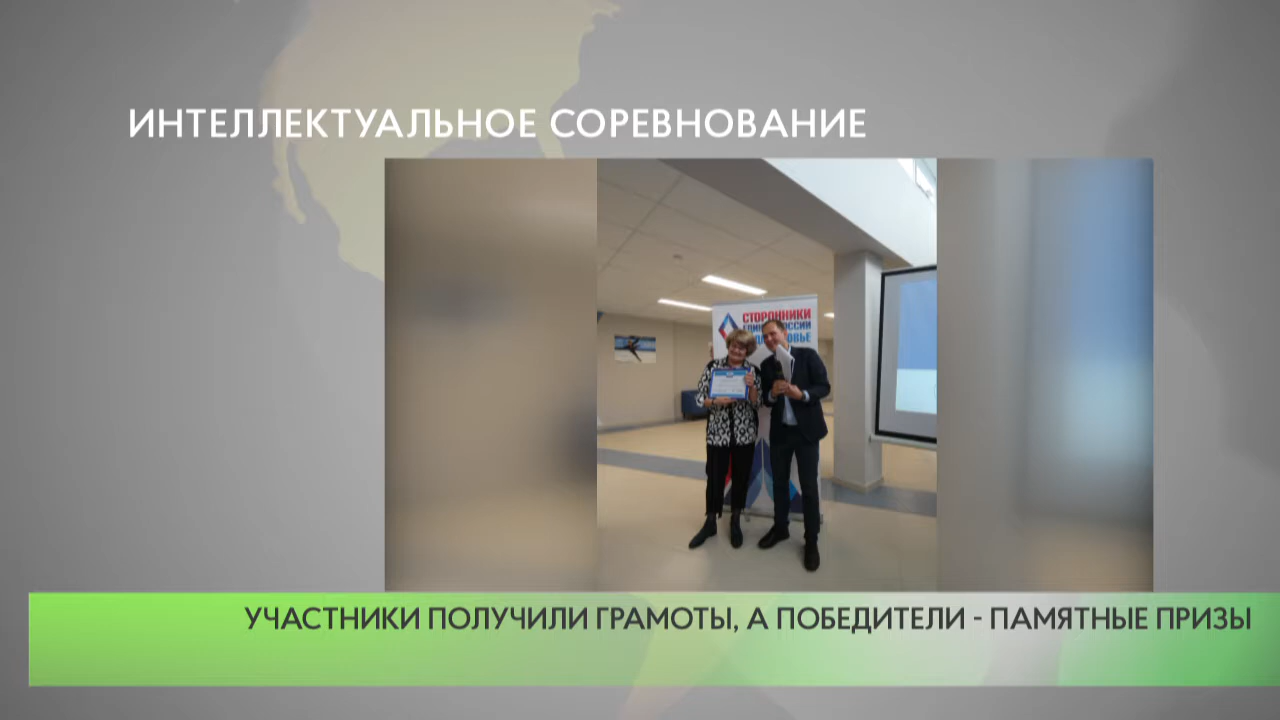 ИНТЕЛЛЕКТУАЛЬНОЕ СОРЕВНОВАНИЕ
СТОРОННИКИ
УЧАСТНИКИ ПОЛУЧИЛИ ГРАМОТЫ, А ПОБЕДИТЕЛИ - ПАМЯТНЫЕ ПРИЗЫ